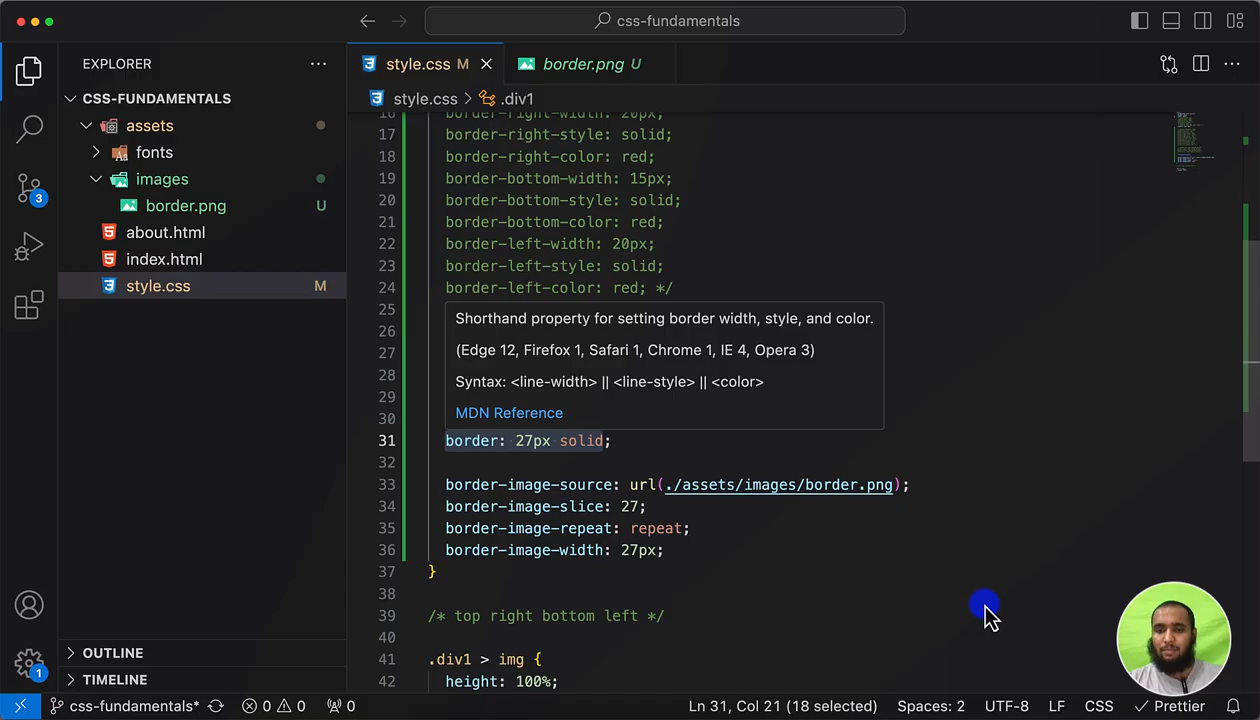 css-fundamentals
EXPLORER
style.css M
border.png U
CSS-FUNDAMENTALS
style.css > .div1
assets
fonts
images
border.png U
about.html
index.html
style.css M
3
16 border-right-width: 20px;
17 border-right-style: solid;
18 border-right-color: red;
19 border-bottom-width: 15px;
20 border-bottom-style: solid;
21 border-bottom-color: red;
22 border-left-width: 20px;
23 border-left-style: solid;
24 border-left-color: red; */
25
26
27
28
29
30
Shorthand property for setting border width, style, and color.
(Edge 12, Firefox 1, Safari 1, Chrome 1, IE 4, Opera 3)
Syntax: <line-width> || <line-style> || <color>
MDN Reference
31 border: 27px solid;
32
33 border-image-source: url(./assets/images/border.png);
34 border-image-slice: 27;
35 border-image-repeat: repeat;
36 border-image-width: 27px;
37 }
38
39 /* top right bottom left */
40
41 .div1 > img {
42 height: 100%;
OUTLINE
TIMELINE
1
css-fundamentals* 0 0 0 Ln 31, Col 21 (18 selected) Spaces: 2 UTF-8 LF CSS Prettier